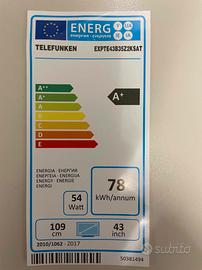 ENERG
енергия · ενεργεια
TELEFUNKEN
EXPTE43B35Z2KSAT
A++
A+
A
B
C
D
E
A+
ENERGIA · ЕНЕРГИЯ
ΕΝΕΡΓΕΙΑ · ENERGIJA
ENERGY · ENERGIE
ENERGI
54
Watt
78
kWh/annum
109
cm
43
inch
2010/1062 - 2017
50381494
subito